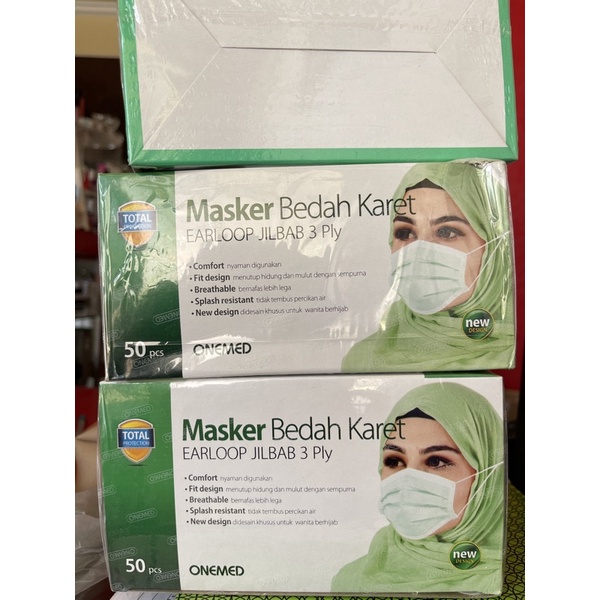 TOTAL
PROTECTION
Masker Bedah Karet
EARLOOP JILBAB 3 Ply
• Comfort nyaman digunakan
• Fit design menutup hidung dan mulut dengan sempurna
• Breathable bernafas lebih lega
• Splash resistant tidak tembus percikan air
• New design didesain khusus untuk wanita berhijab
new
DESIGN
50 pcs
ONEMED
TOTAL
PROTECTION
Masker Bedah Karet
EARLOOP JILBAB 3 Ply
• Comfort nyaman digunakan
• Fit design menutup hidung dan mulut dengan sempurna
• Breathable bernafas lebih lega
• Splash resistant tidak tembus percikan air
• New design didesain khusus untuk wanita berhijab
new
DESIGN
50 pcs
ONEMED